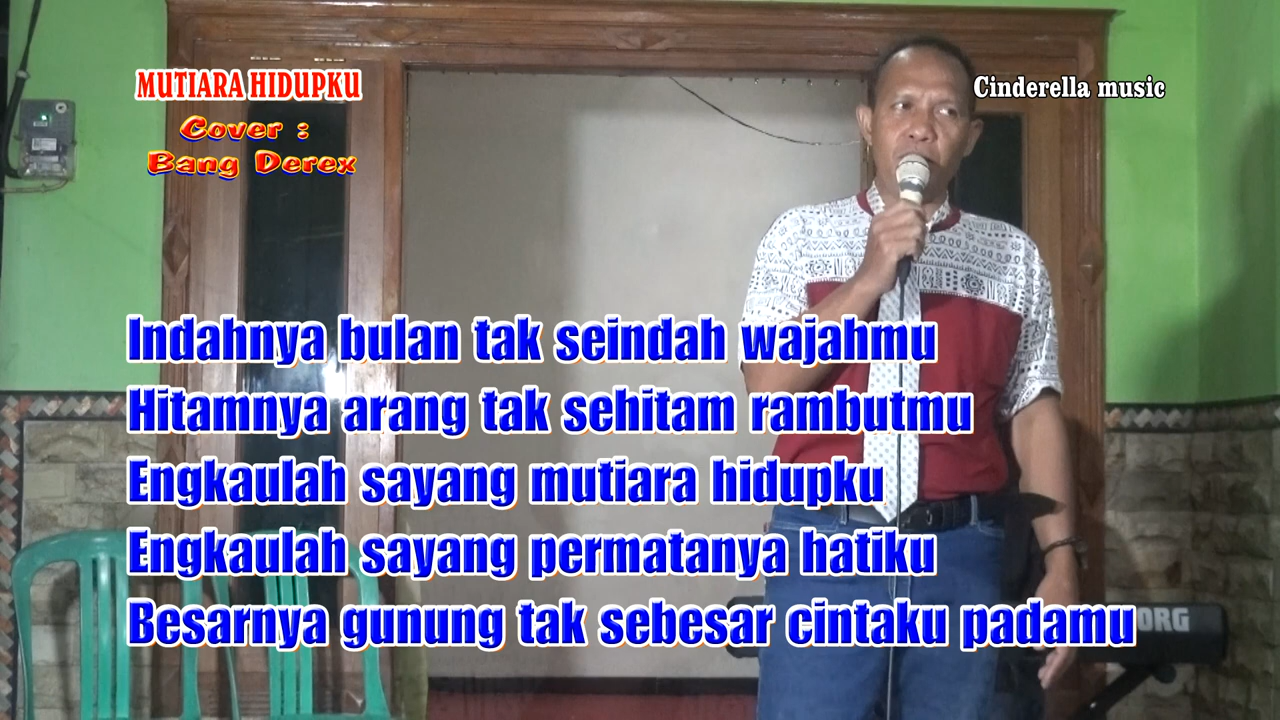 MUTIARA HIDUPKU
Cover :
Bang Derex
Cinderella music
Indahnya bulan tak seindah wajahmu
Hitamnya arang tak sehitam rambutmu
Engkaulah sayang mutiara hidupku
Engkaulah sayang permatanya hatiku
Besarnya gunung tak sebesar cintaku padamu